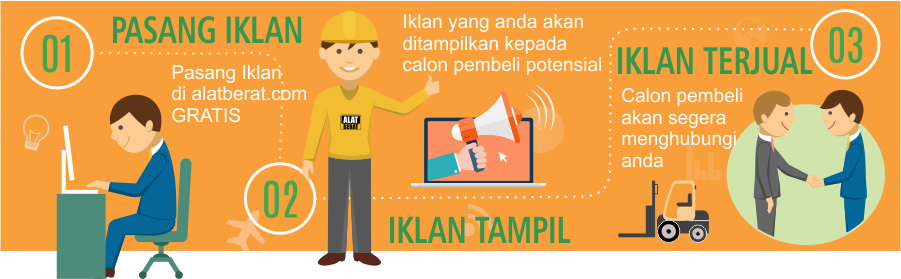 01
PASANG IKLAN
Pasang Iklan
di alatberat.com
GRATIS
02
ALAT
BERAT
Iklan yang anda akan
ditampilkan kepada
calon pembeli potensial
IKLAN TAMPIL
03
IKLAN TERJUAL
Calon pembeli
akan segera
menghubungi
anda